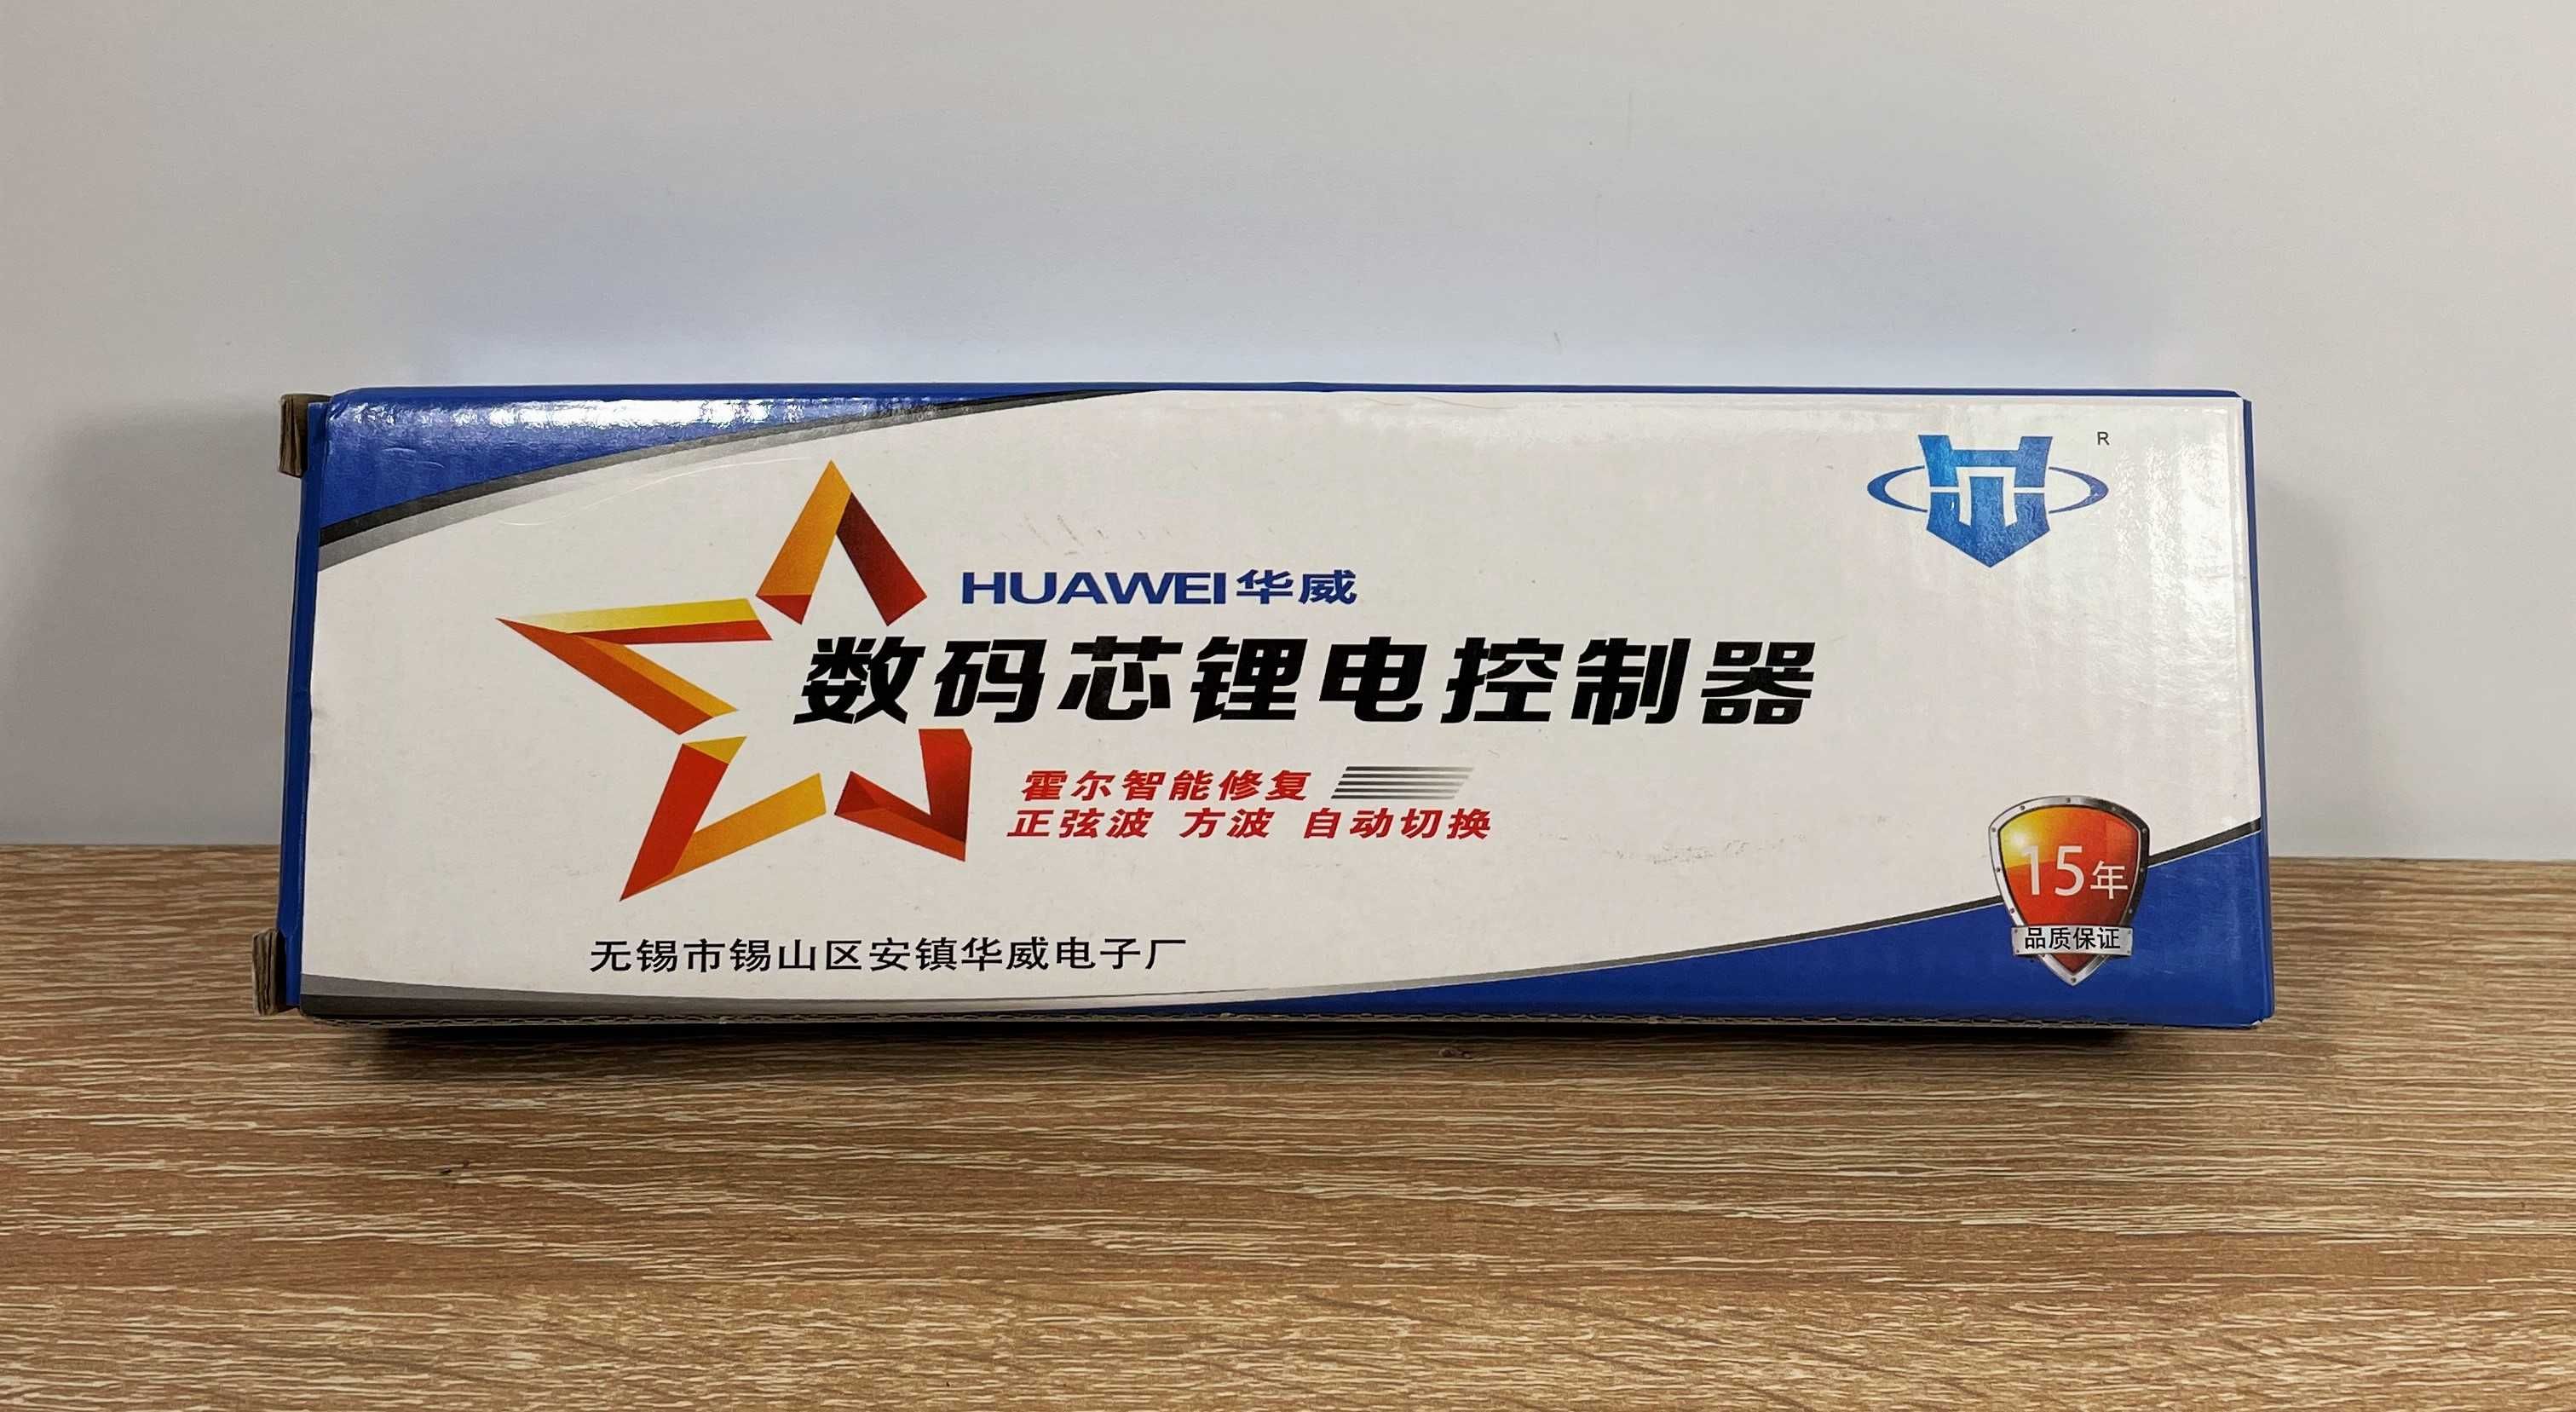 R
HUAWEI华威
数码芯锂电控制器
霍尔智能修复
正弦波 方波 自动切换
15年
品质保证
无锡市锡山区安镇华威电子厂